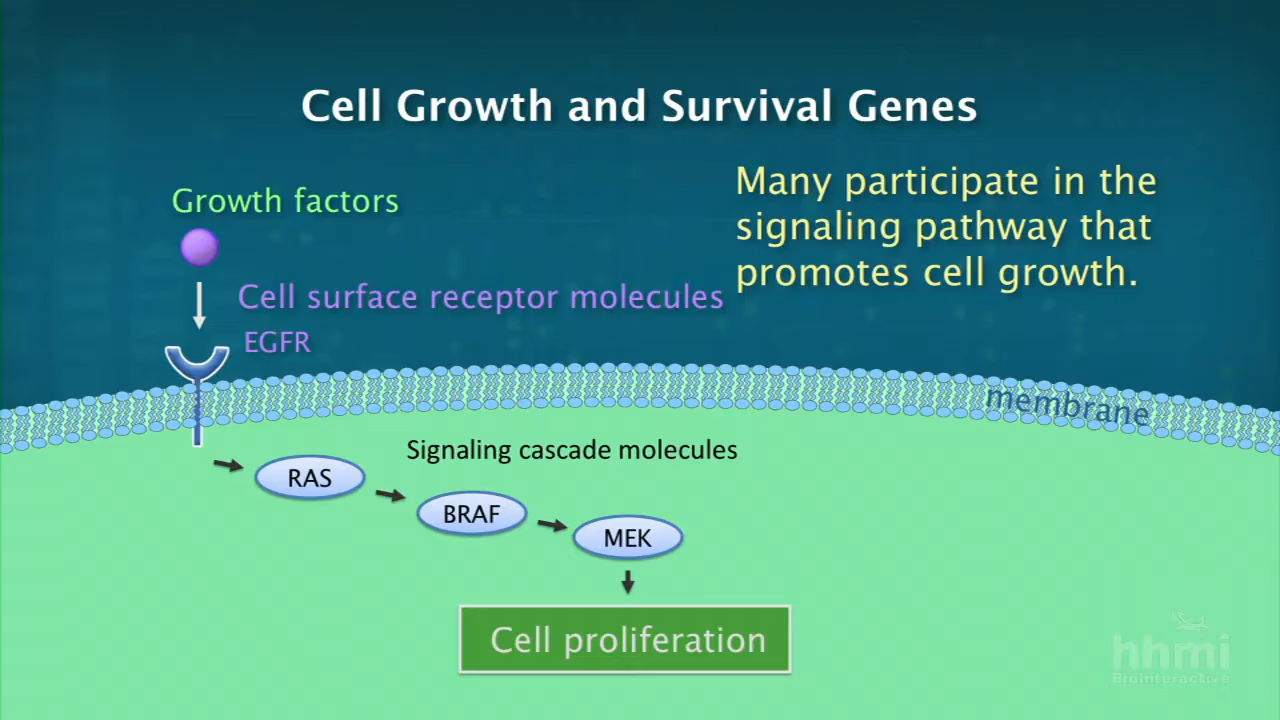 Cell Growth and Survival Genes
Growth factors
Many participate in the
signaling pathway that
promotes cell growth.
Cell surface receptor molecules
EGFR
membrane
Signaling cascade molecules
RAS
BRAF
MEK
Cell proliferation
hhmi
BioInteractive